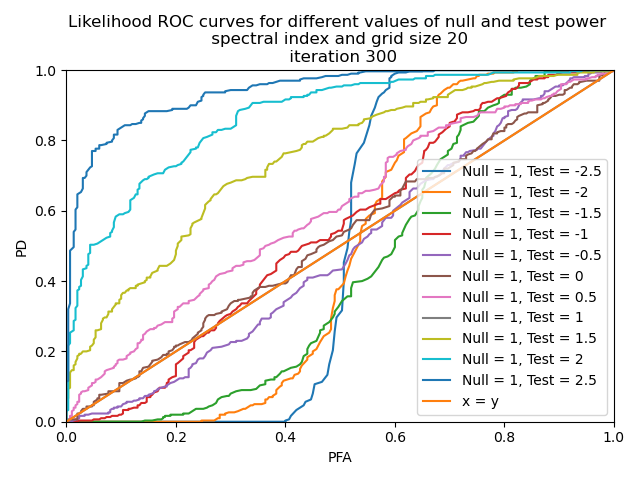 Likelihood ROC curves for different values of null and test power
spectral index and grid size 20
iteration 300
1.0
0.8
0.6
0.4
0.2
0.0
PD
Null = 1, Test = -2.5
Null = 1, Test = -2
Null = 1, Test = -1.5
Null = 1, Test = -1
Null = 1, Test = -0.5
Null = 1, Test = 0
Null = 1, Test = 0.5
Null = 1, Test = 1
Null = 1, Test = 1.5
Null = 1, Test = 2
Null = 1, Test = 2.5
x = y
0.0 0.2 0.4 0.6 0.8 1.0
PFA